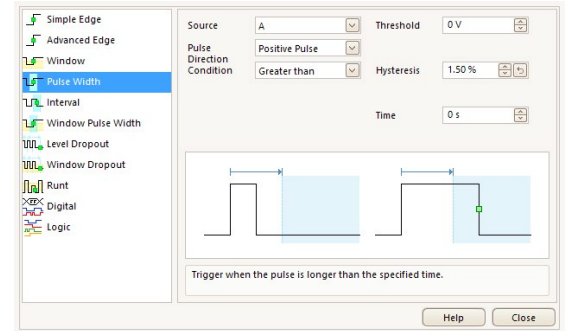 Simple Edge
Advanced Edge
Window
Pulse Width
Interval
Window Pulse Width
Level Dropout
Window Dropout
Runt
Digital
Logic
Source A Threshold 0 V
Pulse Direction Positive Pulse
Condition Greater than Hysteresis 1.50 %
Time 0 s
Trigger when the pulse is longer than the specified time.
Help Close